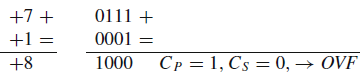 +7 + 0111 +
+1 = 0001 =
+8 1000 C_P = 1, C_S = 0, → OVF